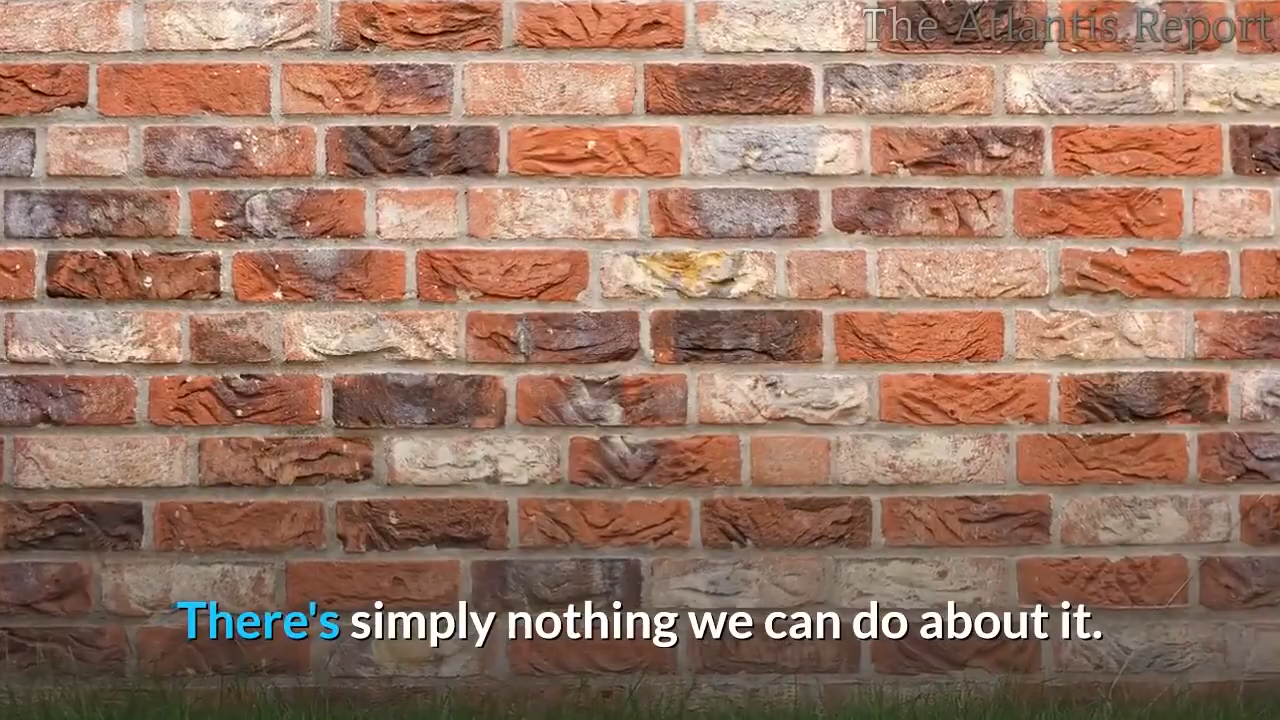 The Atlantis Report
There's simply nothing we can do about it.